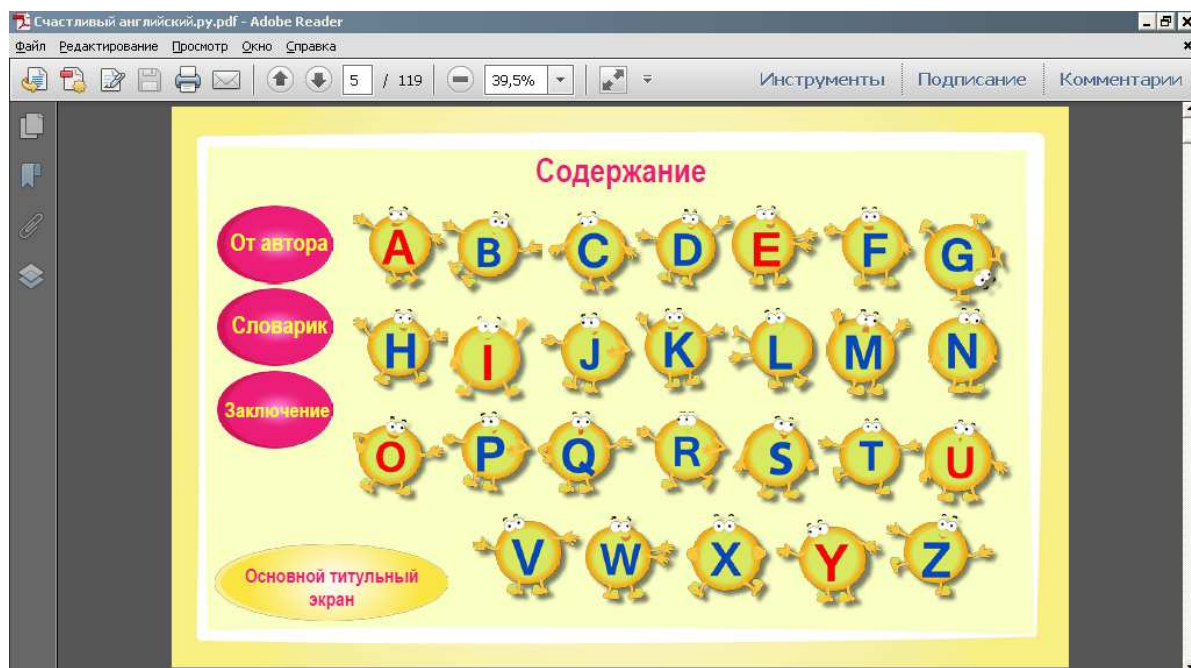 Счастливый английский.ру.pdf - Adobe Reader
Файл Редактирование Просмотр Окно Справка
5 / 119 39,5% Инструменты Подписание Комментарии
Содержание
От автора
A B C D E F G
Словарик
H I J K L M N
Заключение
O P Q R S T U
V W X Y Z
Основной титульный
экран